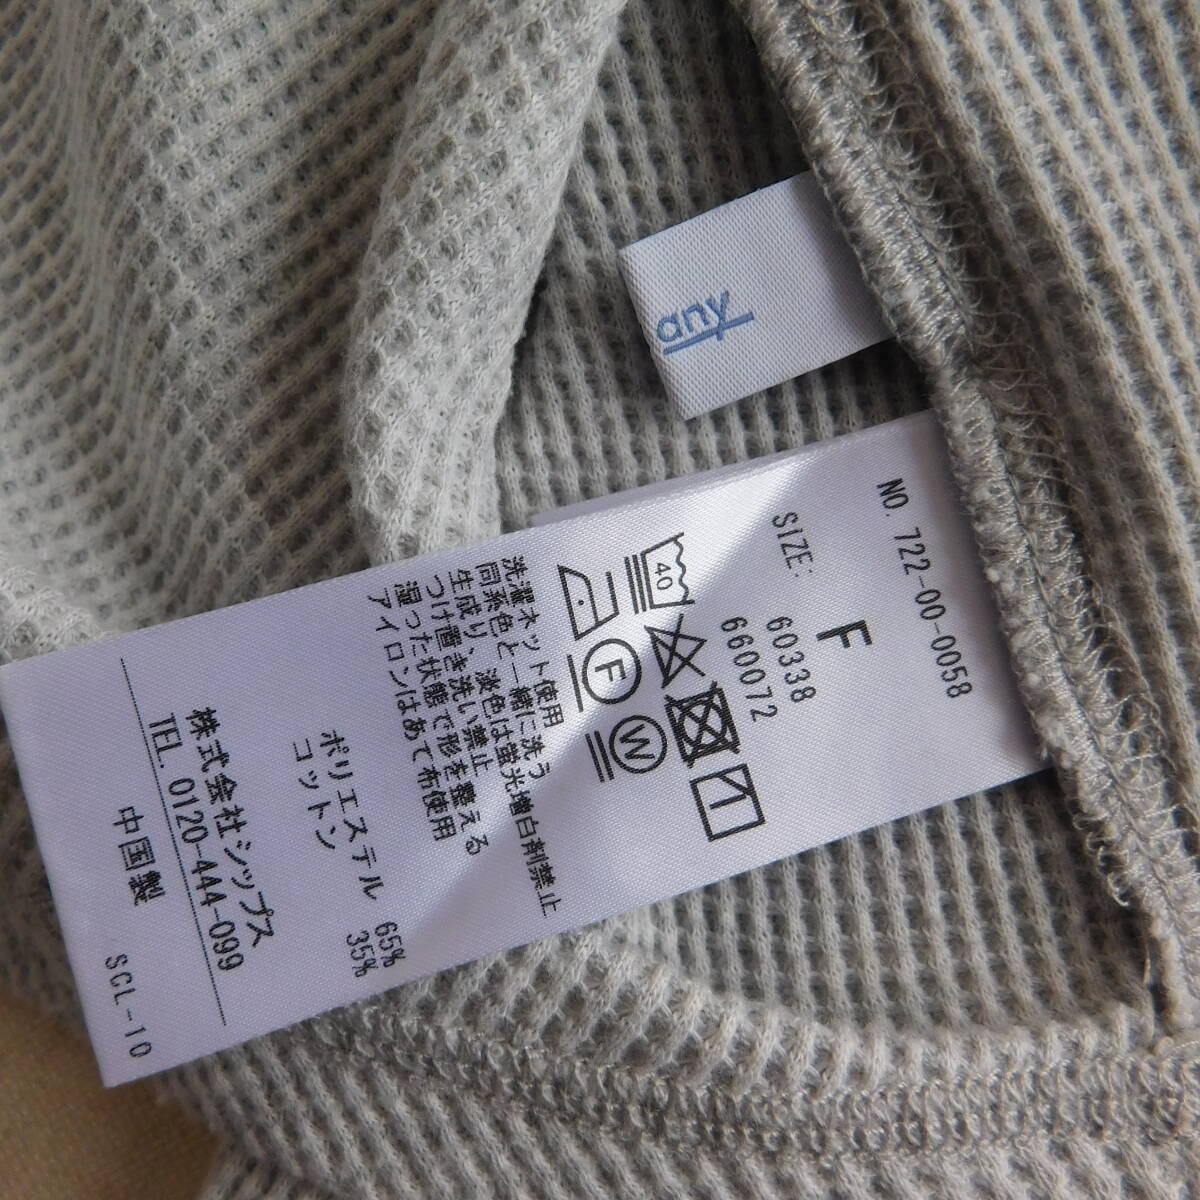 any
NO. 722-00-0058
SIZE: F
60338
660072
40
F
W
洗濯ネット使用
同系色と一緒に洗う
生成り、淡色は蛍光増白剤禁止
つけ置き洗い禁止
湿った状態で形を整える
アイロンはあて布使用
ポリエステル 65%
コットン 35%
株式会社シップス
TEL. 0120-444-099
中国製
SCL-10